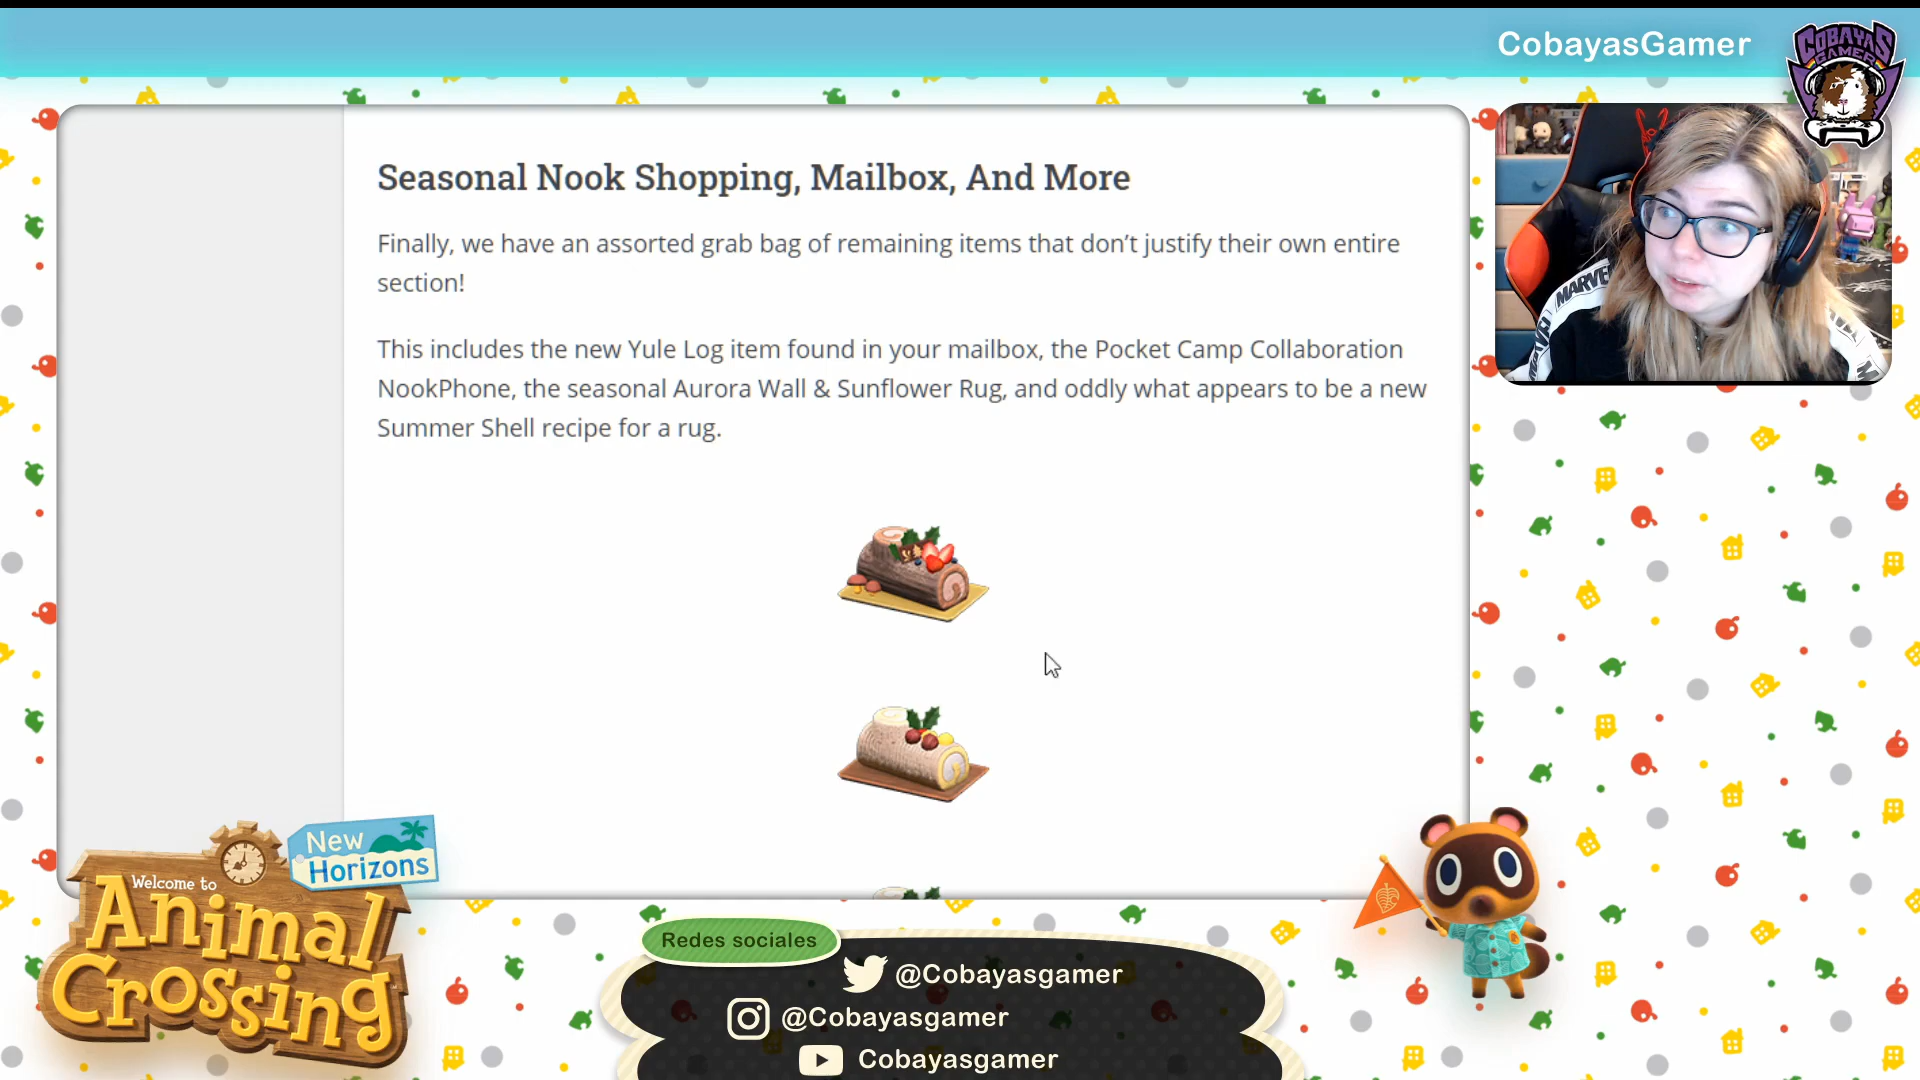 CobayasGamer
COBAYAS
GAMER
Seasonal Nook Shopping, Mailbox, And More
Finally, we have an assorted grab bag of remaining items that don't justify their own entire
section!
This includes the new Yule Log item found in your mailbox, the Pocket Camp Collaboration
NookPhone, the seasonal Aurora Wall & Sunflower Rug, and oddly what appears to be a new
Summer Shell recipe for a rug.
MARVEL
New
Horizons
Welcome to
Animal
Crossing
Redes sociales
@Cobayasgamer
@Cobayasgamer
Cobayasgamer